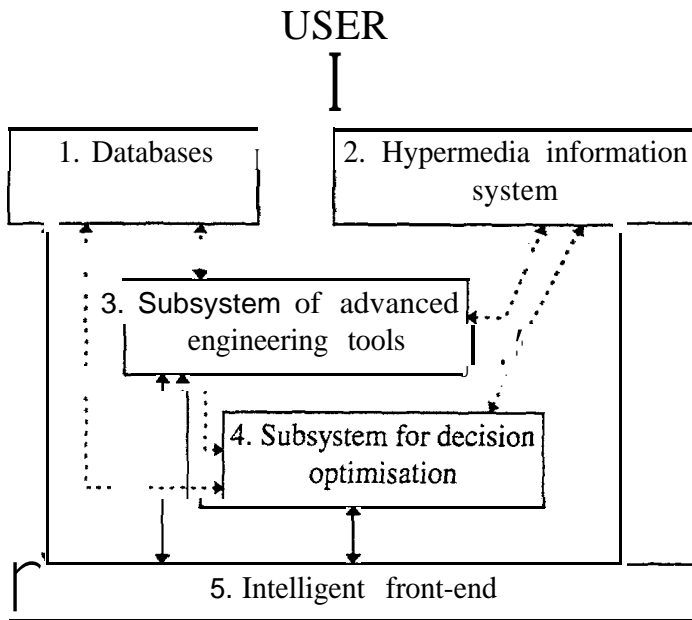 USER
1. Databases
2. Hypermedia information
system
3. Subsystem of advanced
engineering tools
4. Subsystem for decision
optimisation
5. Intelligent front-end